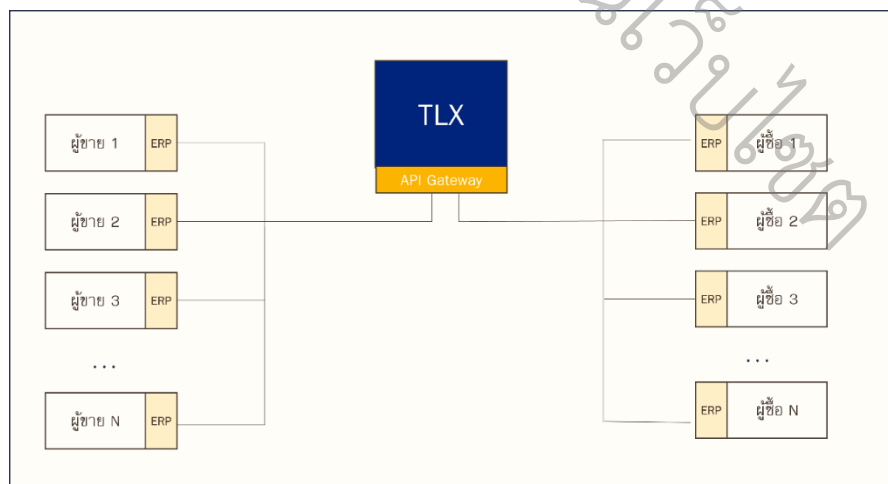 TLX
API Gateway
ผู้ขาย 1 ERP
ผู้ขาย 2 ERP
ผู้ขาย 3 ERP
...
ผู้ขาย N ERP
ERP ผู้ซื้อ 1
ERP ผู้ซื้อ 2
ERP ผู้ซื้อ 3
...
ERP ผู้ซื้อ N